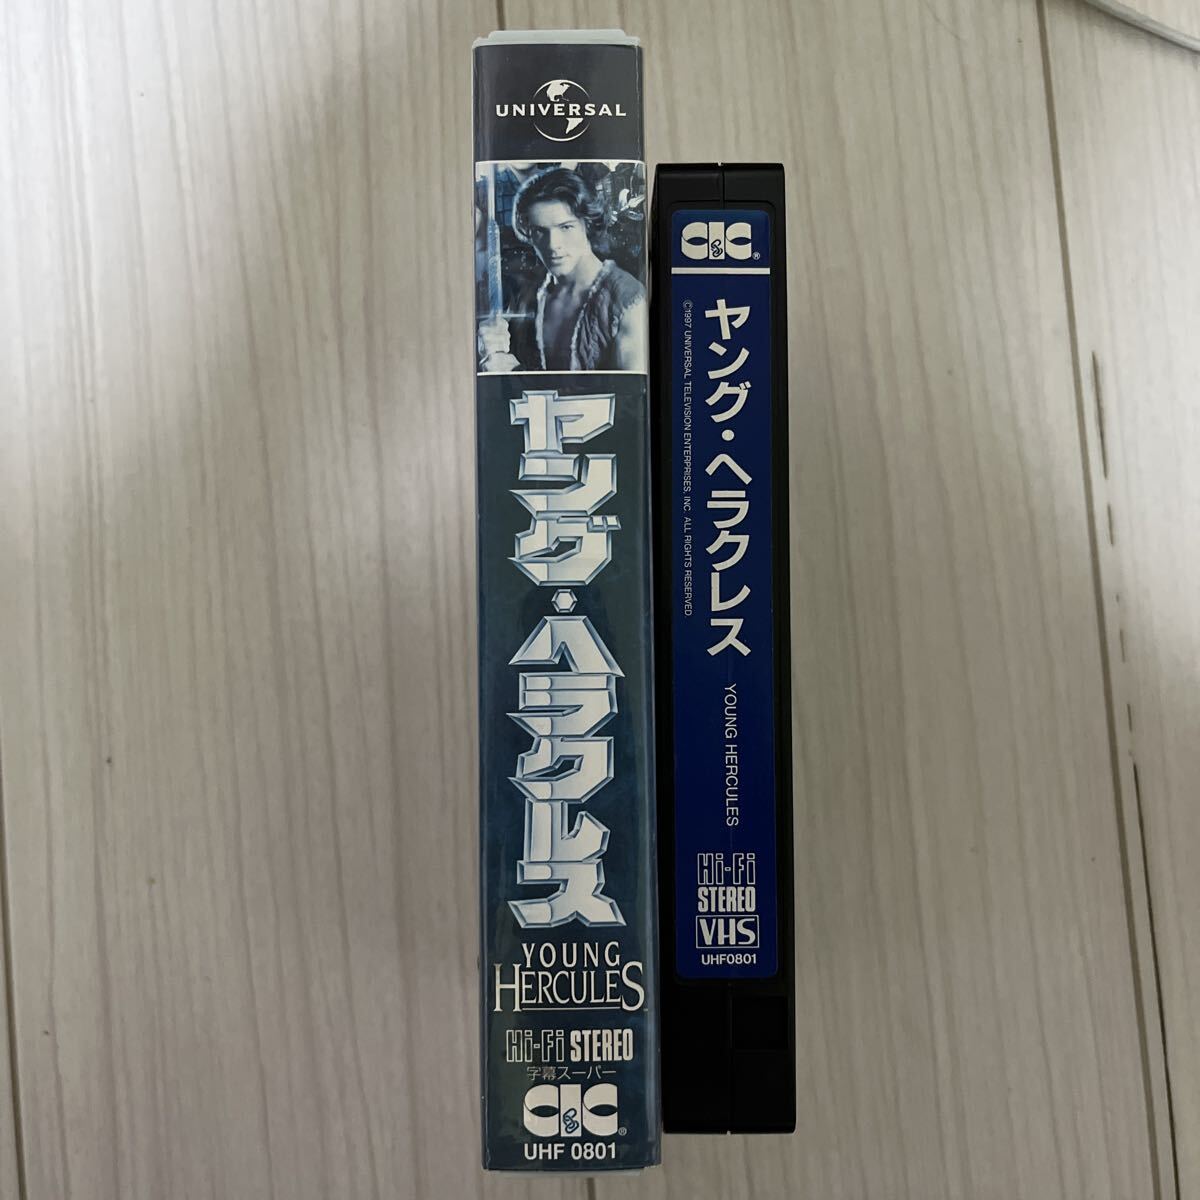 UNIVERSAL
ヤング・ヘラクレス
YOUNG
HERCULES
Hi-Fi STEREO
字幕スーパー
CIC
UHF 0801
CIC
ヤング・ヘラクレス
©1997 UNIVERSAL TELEVISION ENTERPRISES, INC. ALL RIGHTS RESERVED.
YOUNG HERCULES
Hi-Fi
STEREO
VHS
UHF0801